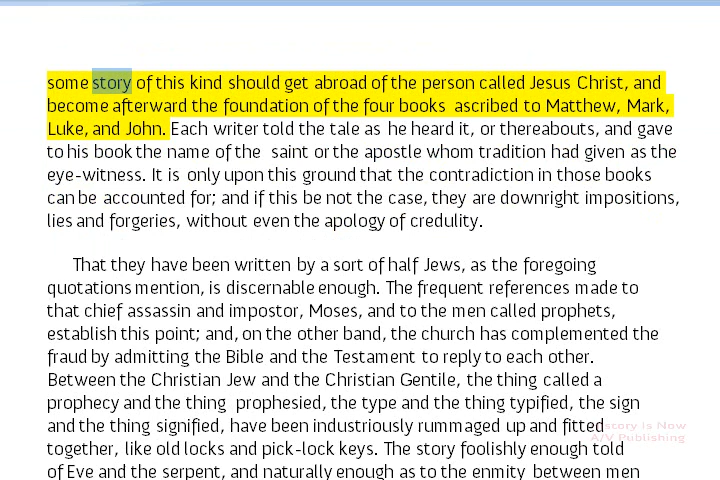 some story of this kind should get abroad of the person called Jesus Christ, and
become afterward the foundation of the four books ascribed to Matthew, Mark,
Luke, and John. Each writer told the tale as he heard it, or thereabouts, and gave
to his book the name of the saint or the apostle whom tradition had given as the
eye-witness. It is only upon this ground that the contradiction in those books
can be accounted for; and if this be not the case, they are downright impositions,
lies and forgeries, without even the apology of credulity.
That they have been written by a sort of half Jews, as the foregoing
quotations mention, is discernable enough. The frequent references made to
that chief assassin and impostor, Moses, and to the men called prophets,
establish this point; and, on the other hand, the church has complemented the
fraud by admitting the Bible and the Testament to reply to each other.
Between the Christian Jew and the Christian Gentile, the thing called a
prophecy and the thing prophesied, the type and the thing typified, the sign
and the thing signified, have been industriously rummaged up and fitted
together, like old locks and pick-lock keys. The story foolishly enough told
of Eve and the serpent, and naturally enough as to the enmity between men
Is Now
A/V Publishing